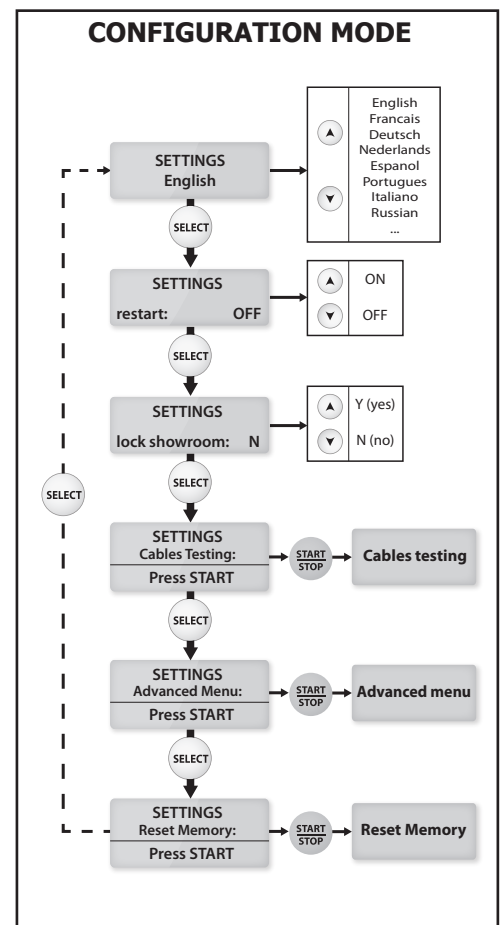 CONFIGURATION MODE
SETTINGS
English
English
Francais
Deutsch
Nederlands
Espanol
Portugues
Italiano
Russian
...
SELECT
SETTINGS
restart: OFF
ON
OFF
SELECT
SETTINGS
lock showroom: N
Y (yes)
N (no)
SELECT
SELECT
SETTINGS
Cables Testing:
Press START
START
STOP
Cables testing
SELECT
SETTINGS
Advanced Menu:
Press START
START
STOP
Advanced menu
SELECT
SETTINGS
Reset Memory:
Press START
START
STOP
Reset Memory